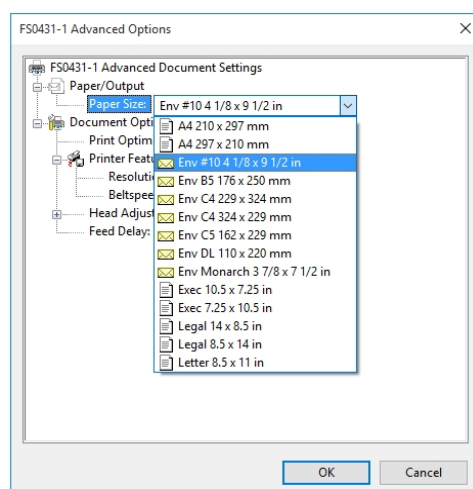 FS0431-1 Advanced Options
FS0431-1 Advanced Document Settings
Paper/Output
Paper Size: Env #10 4 1/8 x 9 1/2 in
Document Opti
A4 210 x 297 mm
Print Optim
A4 297 x 210 mm
Printer Featu
Env #10 4 1/8 x 9 1/2 in
Resoluti
Env B5 176 x 250 mm
Beltspee
Env C4 229 x 324 mm
Head Adjust
Env C4 324 x 229 mm
Feed Delay:
Env C5 162 x 229 mm
Env DL 110 x 220 mm
Env Monarch 3 7/8 x 7 1/2 in
Exec 10.5 x 7.25 in
Exec 7.25 x 10.5 in
Legal 14 x 8.5 in
Legal 8.5 x 14 in
Letter 8.5 x 11 in
OK
Cancel